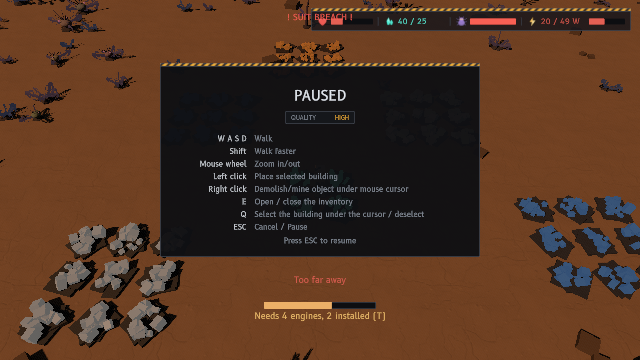 ! SUIT BREACH !
40 / 25
20 / 49 W
PAUSED
QUALITY HIGH
W A S D Walk
Shift Walk faster
Mouse wheel Zoom in/out
Left click Place selected building
Right click Demolish/mine object under mouse cursor
E Open / close the inventory
Q Select the building under the cursor / deselect
ESC Cancel / Pause
Press ESC to resume
Too far away
Needs 4 engines, 2 installed [T]